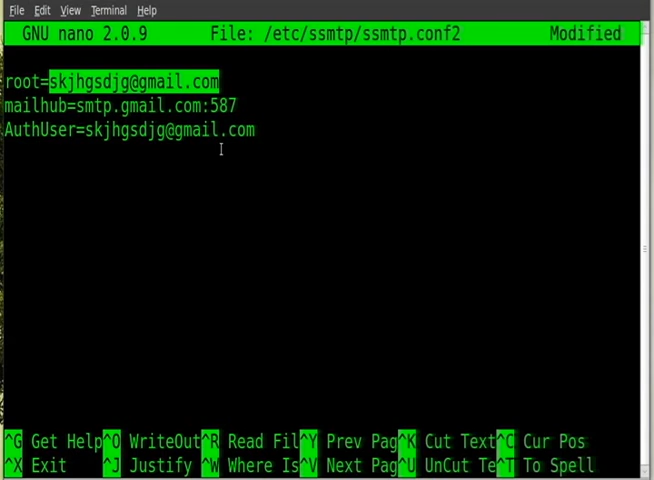 File Edit View Terminal Help
GNU nano 2.0.9 File: /etc/ssmtp/ssmtp.conf2 Modified
root=skjhgsdjg@gmail.com
mailhub=smtp.gmail.com:587
AuthUser=skjhgsdjg@gmail.com
^G Get Help^O WriteOut^R Read Fil^Y Prev Pag^K Cut Text^C Cur Pos
^X Exit ^J Justify ^W Where Is^V Next Pag^U UnCut Te^T To Spell